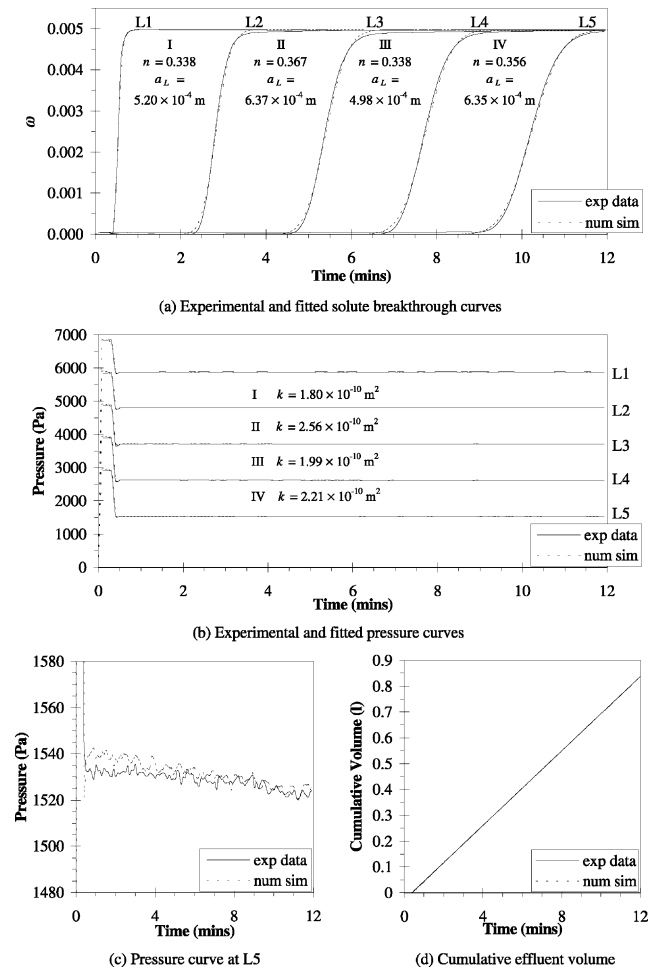 L1 L2 L3 L4 L5
0.005
I II III IV
n = 0.338 n = 0.367 n = 0.338 n = 0.356
a_L = a_L = a_L = a_L =
5.20 × 10⁻⁴ m 6.37 × 10⁻⁴ m 4.98 × 10⁻⁴ m 6.35 × 10⁻⁴ m
0.004
0.003
ω
0.002
0.001
0.000
exp data
num sim
0 2 4 6 8 10 12
Time (mins)
(a) Experimental and fitted solute breakthrough curves
7000
6000
5000
4000
3000
2000
1000
0
Pressure (Pa)
L1
I k = 1.80 × 10⁻¹⁰ m²
L2
II k = 2.56 × 10⁻¹⁰ m²
L3
III k = 1.99 × 10⁻¹⁰ m²
L4
IV k = 2.21 × 10⁻¹⁰ m²
L5
exp data
num sim
0 2 4 6 8 10 12
Time (mins)
(b) Experimental and fitted pressure curves
1580
1560
1540
1520
1500
1480
Pressure (Pa)
exp data
num sim
0 4 8 12
Time (mins)
(c) Pressure curve at L5
0.9
0.8
0.7
0.6
0.5
0.4
0.3
0.2
0.1
0
Cumulative Volume (l)
exp data
num sim
0 4 8 12
Time (mins)
(d) Cumulative effluent volume